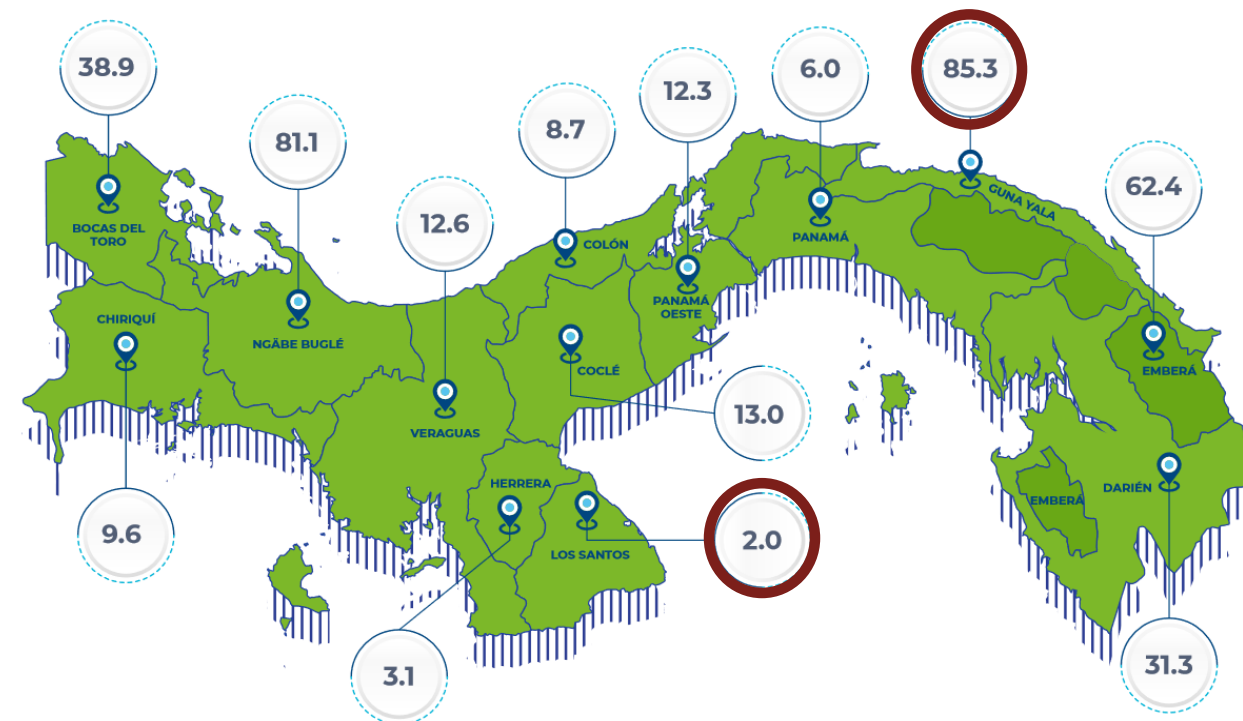 38.9
81.1
12.6
8.7
12.3
6.0
85.3
62.4
BOCAS DEL
TORO
CHIRIQUÍ
NGÄBE BUGLÉ
VERAGUAS
COLÓN
COCLÉ
PANAMÁ
OESTE
PANAMÁ
GUNA YALA
EMBERÁ
HERRERA
LOS SANTOS
EMBERÁ
DARIÉN
9.6
3.1
13.0
2.0
31.3